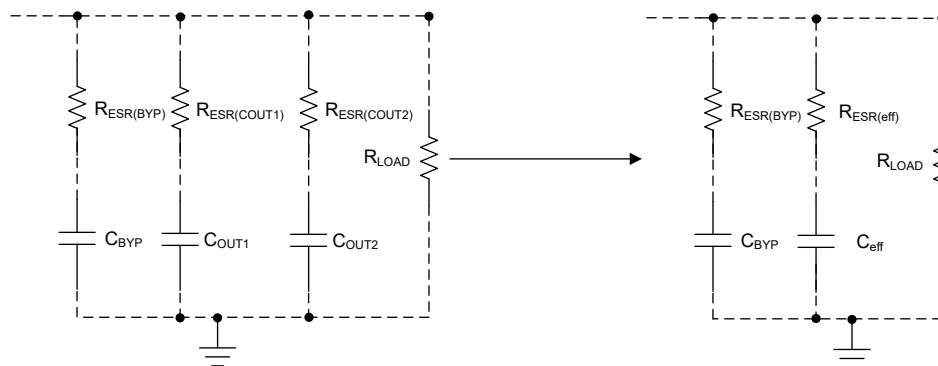 R_ESR(BYP) R_ESR(COUT1) R_ESR(COUT2)
R_LOAD
C_BYP C_OUT1 C_OUT2
R_ESR(BYP) R_ESR(eff)
R_LOAD
C_BYP C_eff